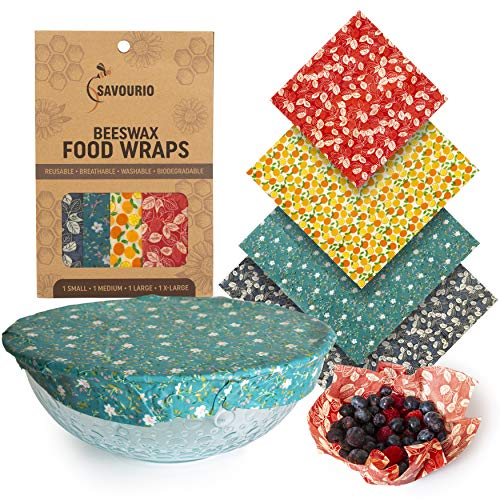 SAVOURIO
BEESWAX
FOOD WRAPS
REUSABLE • BREATHABLE • WASHABLE • BIODEGRADABLE
1 SMALL • 1 MEDIUM • 1 LARGE • 1 X-LARGE